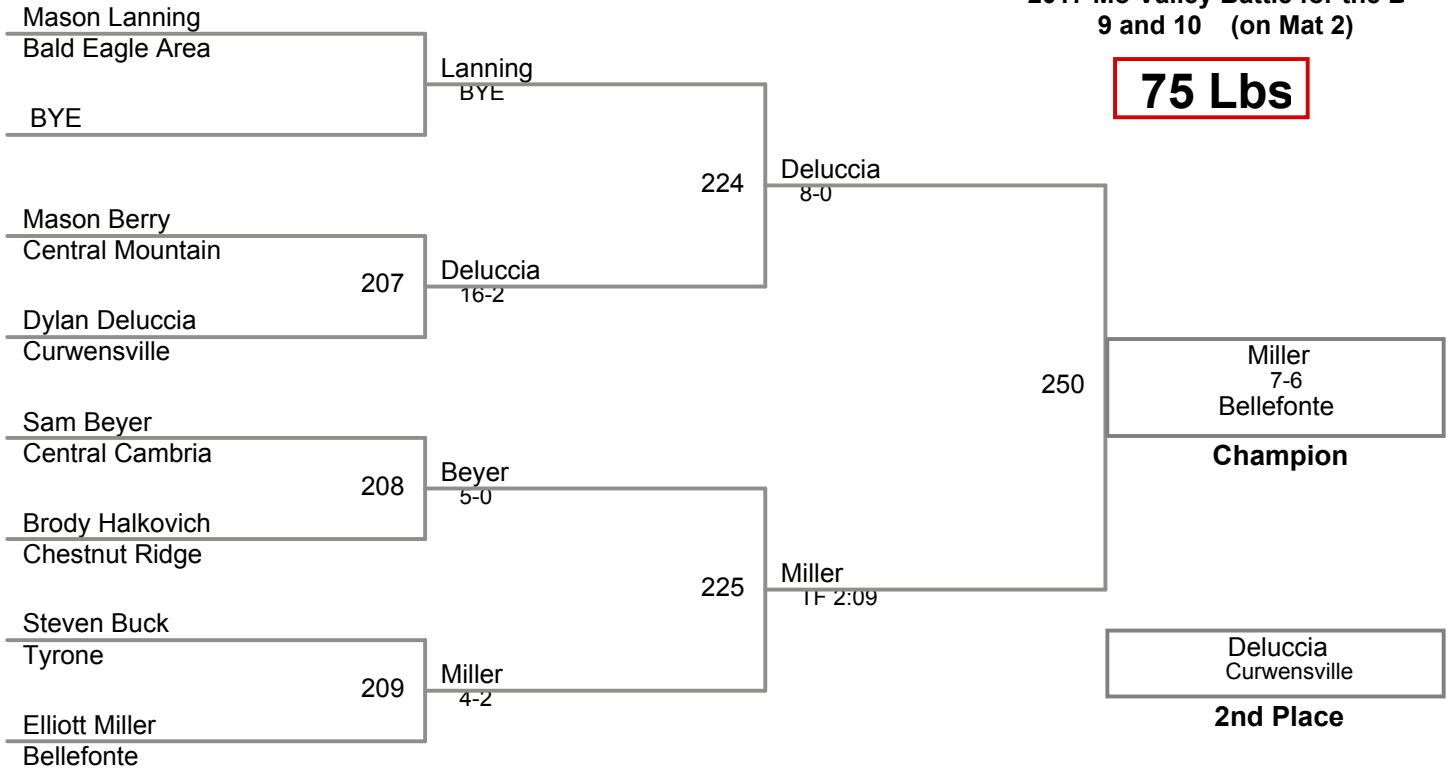 9 and 10 (on Mat 2)
75 Lbs
Mason Lanning
Bald Eagle Area
BYE
Lanning
BYE
Mason Berry
Central Mountain
207
Dylan Deluccia
Curwensville
Deluccia
16-2
224
Deluccia
8-0
Sam Beyer
Central Cambria
208
Brody Halkovich
Chestnut Ridge
Beyer
5-0
Steven Buck
Tyrone
209
Elliott Miller
Bellefonte
Miller
4-2
225
Miller
TF 2:09
250
Miller
7-6
Bellefonte
Champion
Deluccia
Curwensville
2nd Place